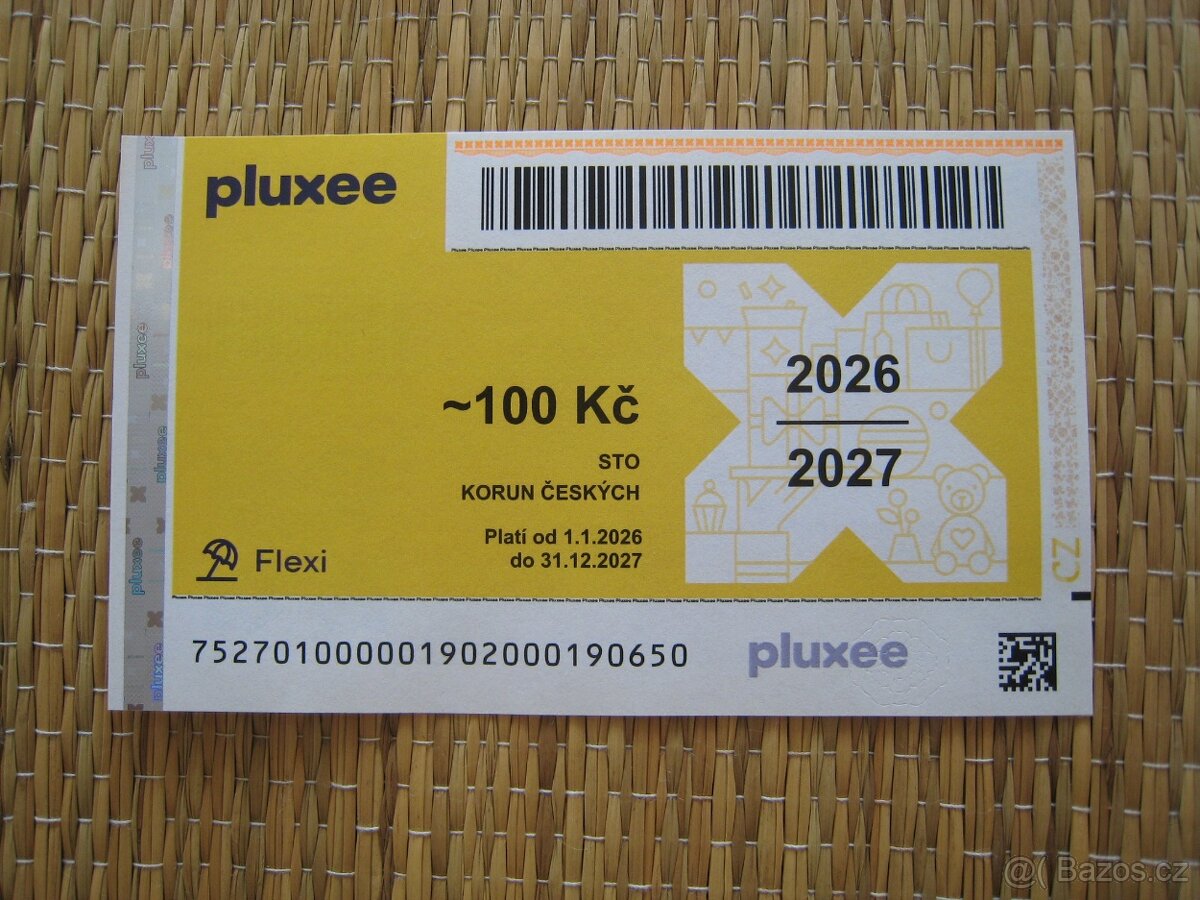 pluxee
~100 Kč
STO
KORUN ČESKÝCH
Platí od 1.1.2026
do 31.12.2027
2026
2027
Flexi
CZ
7527010000001902000190650
pluxee
@( Bazos.cz